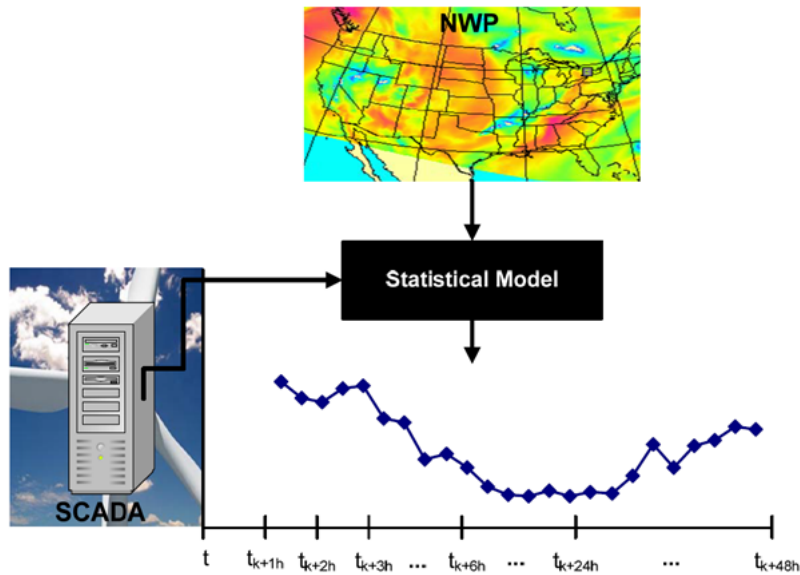 NWP
Statistical Model
SCADA
t tk+1h tk+2h tk+3h ... tk+6h ... tk+24h ... tk+48h